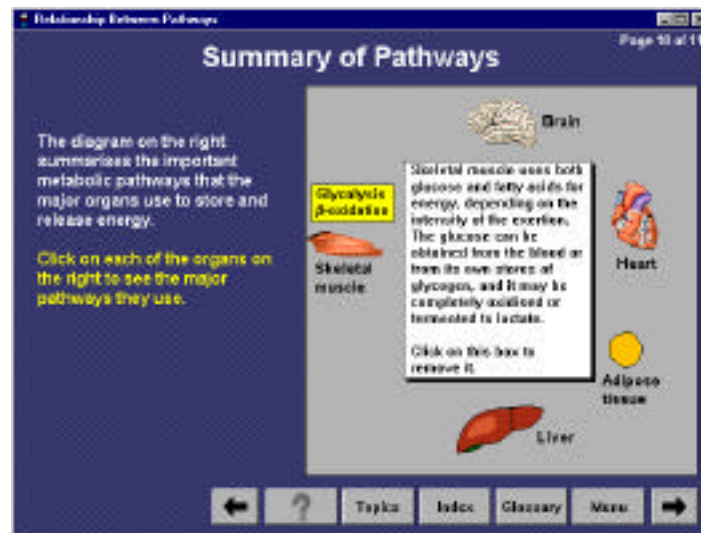 Relationship Between Pathways
Page 10 of 11
Summary of Pathways
The diagram on the right
summarises the important
metabolic pathways that the
major organs use to store and
release energy.
Click on each of the organs on
the right to see the major
pathways they use.
Brain
Glycolysis
β-oxidation
Skeletal
muscle
Skeletal muscle uses both
glucose and fatty acids for
energy, depending on the
intensity of the exertion.
The glucose can be
obtained from the blood or
from its own stores of
glycogen, and it may be
completely oxidised or
fermented to lactate.
Click on this box to
remove it.
Heart
Adipose
tissue
Liver
?
Topics
Index
Glossary
Menu